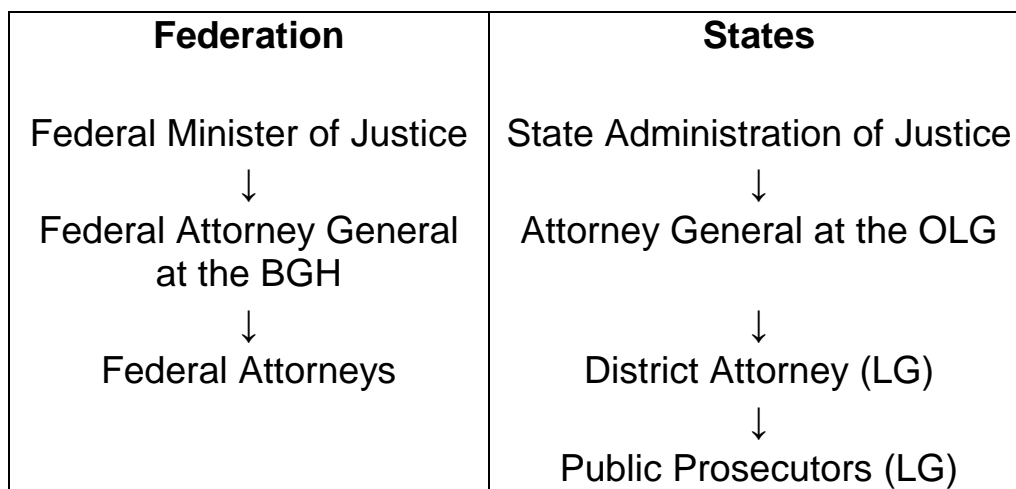 Federation
Federal Minister of Justice
↓
Federal Attorney General
at the BGH
↓
Federal Attorneys
States
State Administration of Justice
↓
Attorney General at the OLG
↓
District Attorney (LG)
↓
Public Prosecutors (LG)